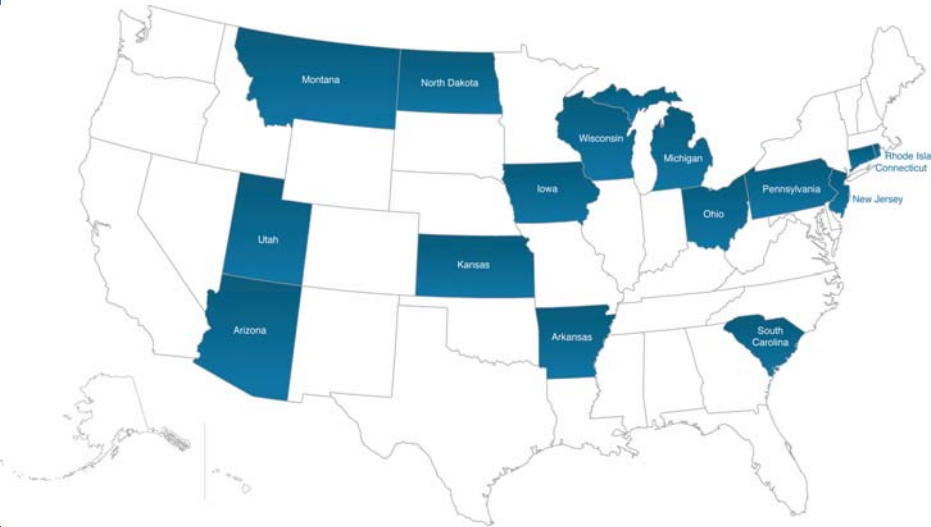 Montana
North Dakota
Wisconsin
Michigan
Rhode Isla
Connecticut
Iowa
Pennsylvania
New Jersey
Ohio
Utah
Kansas
Arizona
Arkansas
South
Carolina